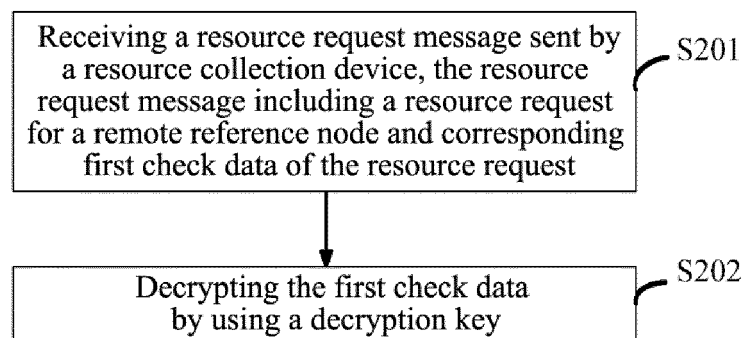 Receiving a resource request message sent by
a resource collection device, the resource
request message including a resource request
for a remote reference node and corresponding
first check data of the resource request
S201
Decrypting the first check data
by using a decryption key
S202